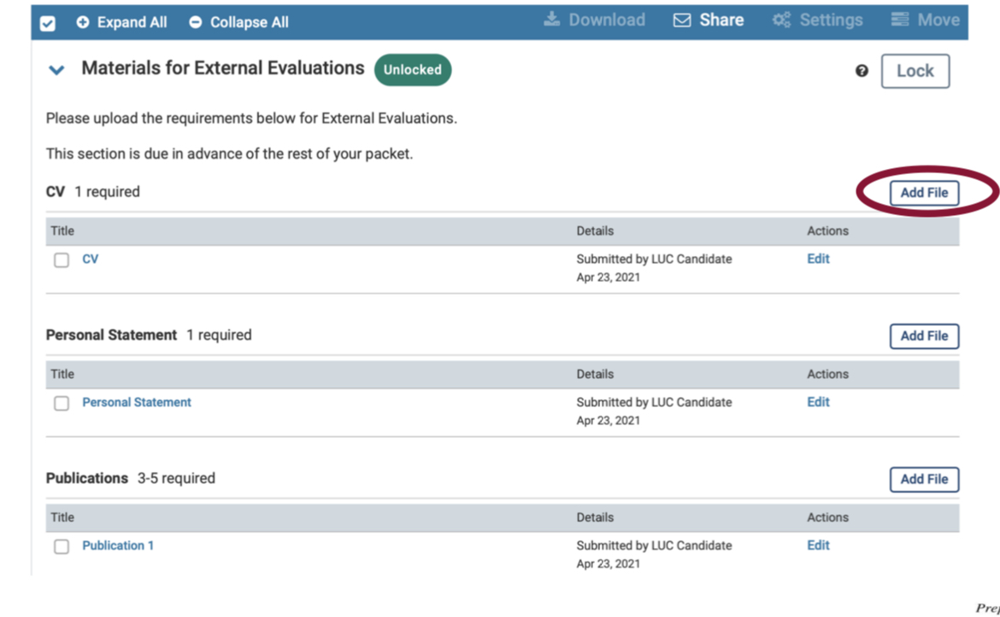 Expand All Collapse All Download Share Settings Move
Materials for External Evaluations Unlocked Lock
Please upload the requirements below for External Evaluations.
This section is due in advance of the rest of your packet.
CV 1 required Add File
Title Details Actions
CV Submitted by LUC Candidate Edit
Apr 23, 2021
Personal Statement 1 required Add File
Title Details Actions
Personal Statement Submitted by LUC Candidate Edit
Apr 23, 2021
Publications 3-5 required Add File
Title Details Actions
Publication 1 Submitted by LUC Candidate Edit
Apr 23, 2021